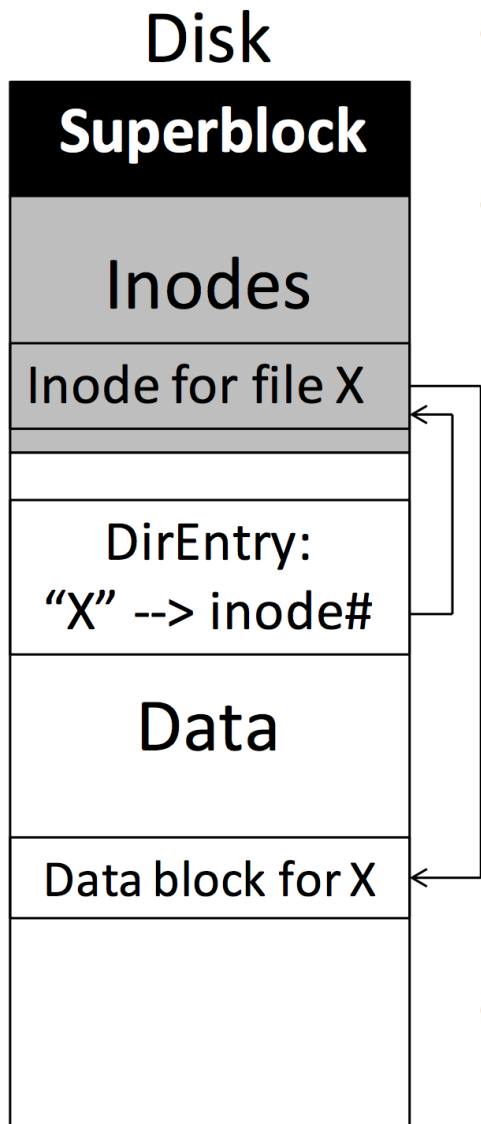 Disk
Superblock
Inodes
Inode for file X
DirEntry:
“X” --> inode#
Data
Data block for X